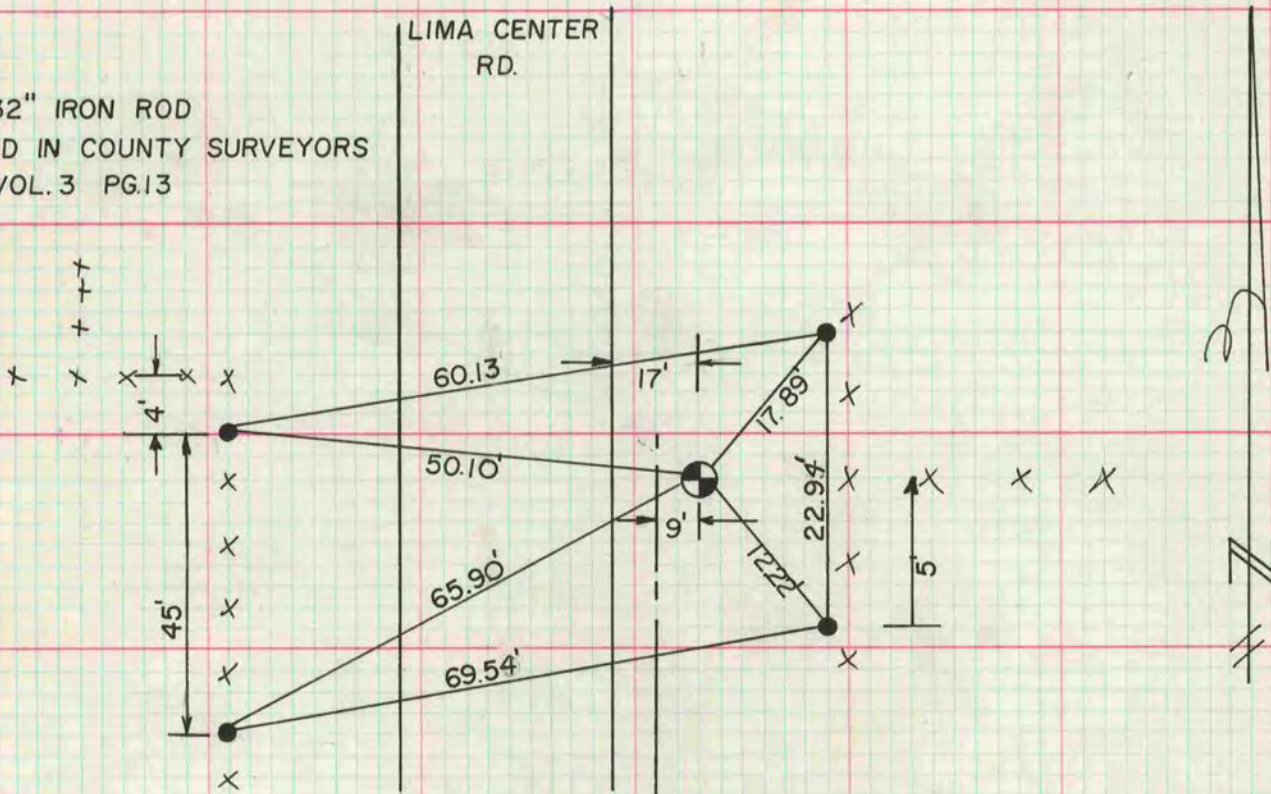 LIMA CENTER
RD.
32" IRON ROD
D IN COUNTY SURVEYORS
VOL. 3 PG.13
60.13'
17'
17.89'
4'
50.10'
22.94'
9'
12.22'
5'
65.90'
45'
69.54'